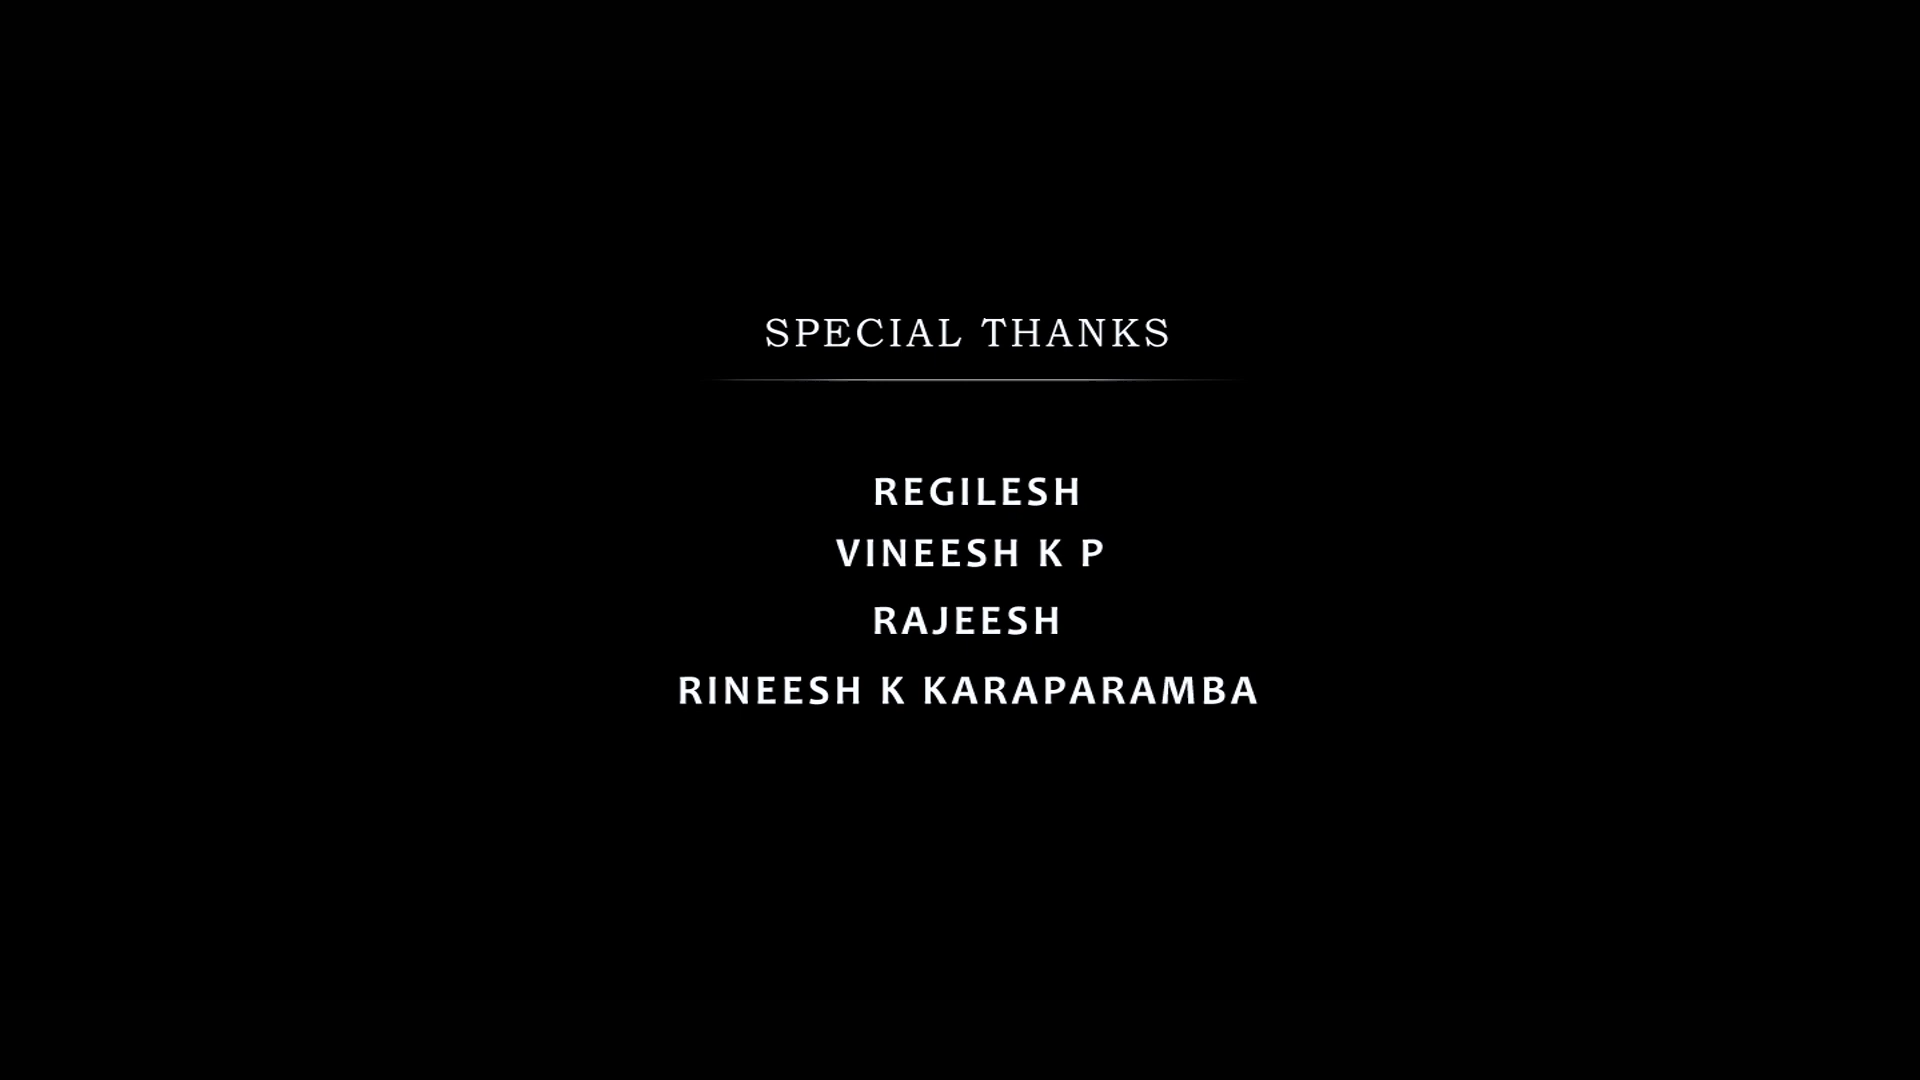 SPECIAL THANKS
REGILESH
VINEESH K P
RAJEESH
RINEESH K KARAPARAMBA